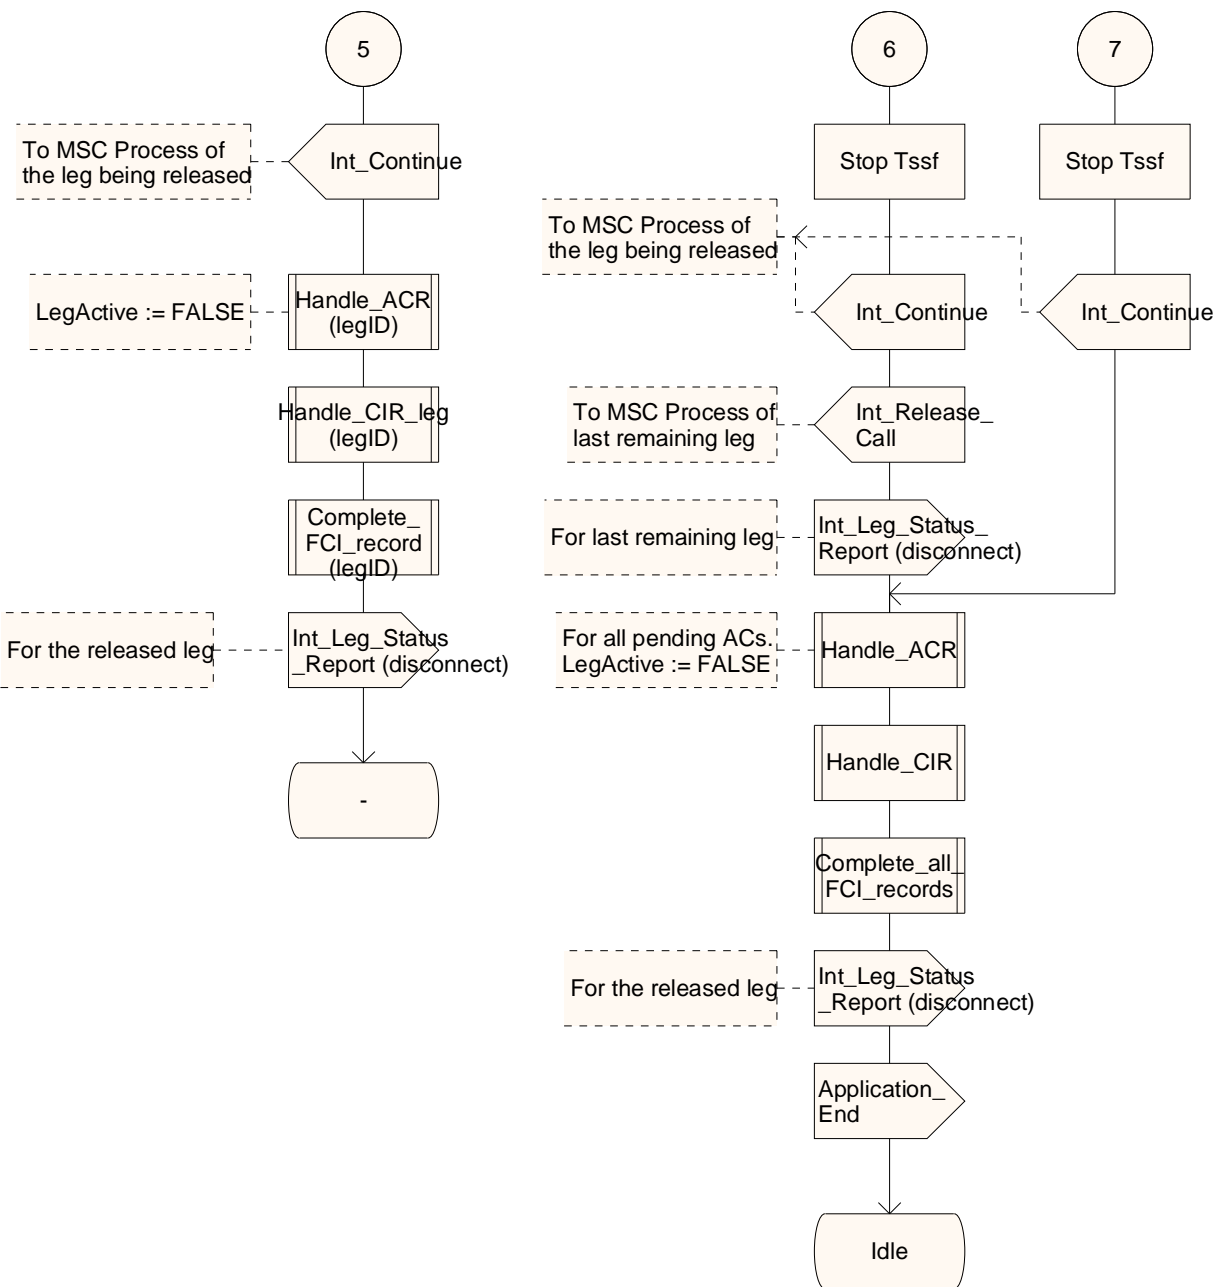 5
To MSC Process of
the leg being released
Int_Continue
LegActive := FALSE
Handle_ACR
(legID)
Handle_CIR_leg
(legID)
Complete_
FCI_record
(legID)
For the released leg
Int_Leg_Status
_Report (disconnect)
-
6
7
Stop Tssf
Stop Tssf
To MSC Process of
the leg being released
Int_Continue
Int_Continue
To MSC Process of
last remaining leg
Int_Release_
Call
For last remaining leg
Int_Leg_Status_
Report (disconnect)
For all pending ACs.
LegActive := FALSE
Handle_ACR
Handle_CIR
Complete_all_
FCI_records
For the released leg
Int_Leg_Status
_Report (disconnect)
Application_
End
Idle